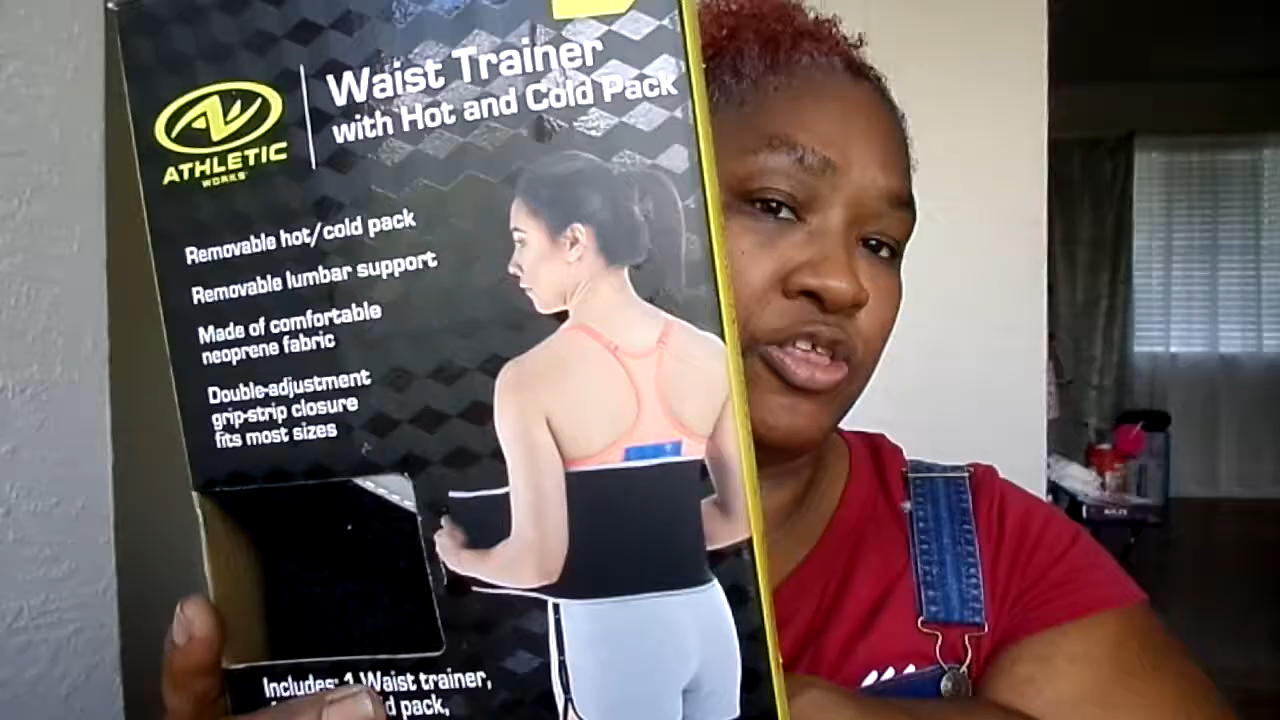 Waist Trainer
with Hot and Cold Pack
ATHLETIC
WORKS
Removable hot/cold pack
Removable lumbar support
Made of comfortable
neoprene fabric
Double-adjustment
grip-strip closure
fits most sizes
Includes: 1 Waist trainer,
pack,